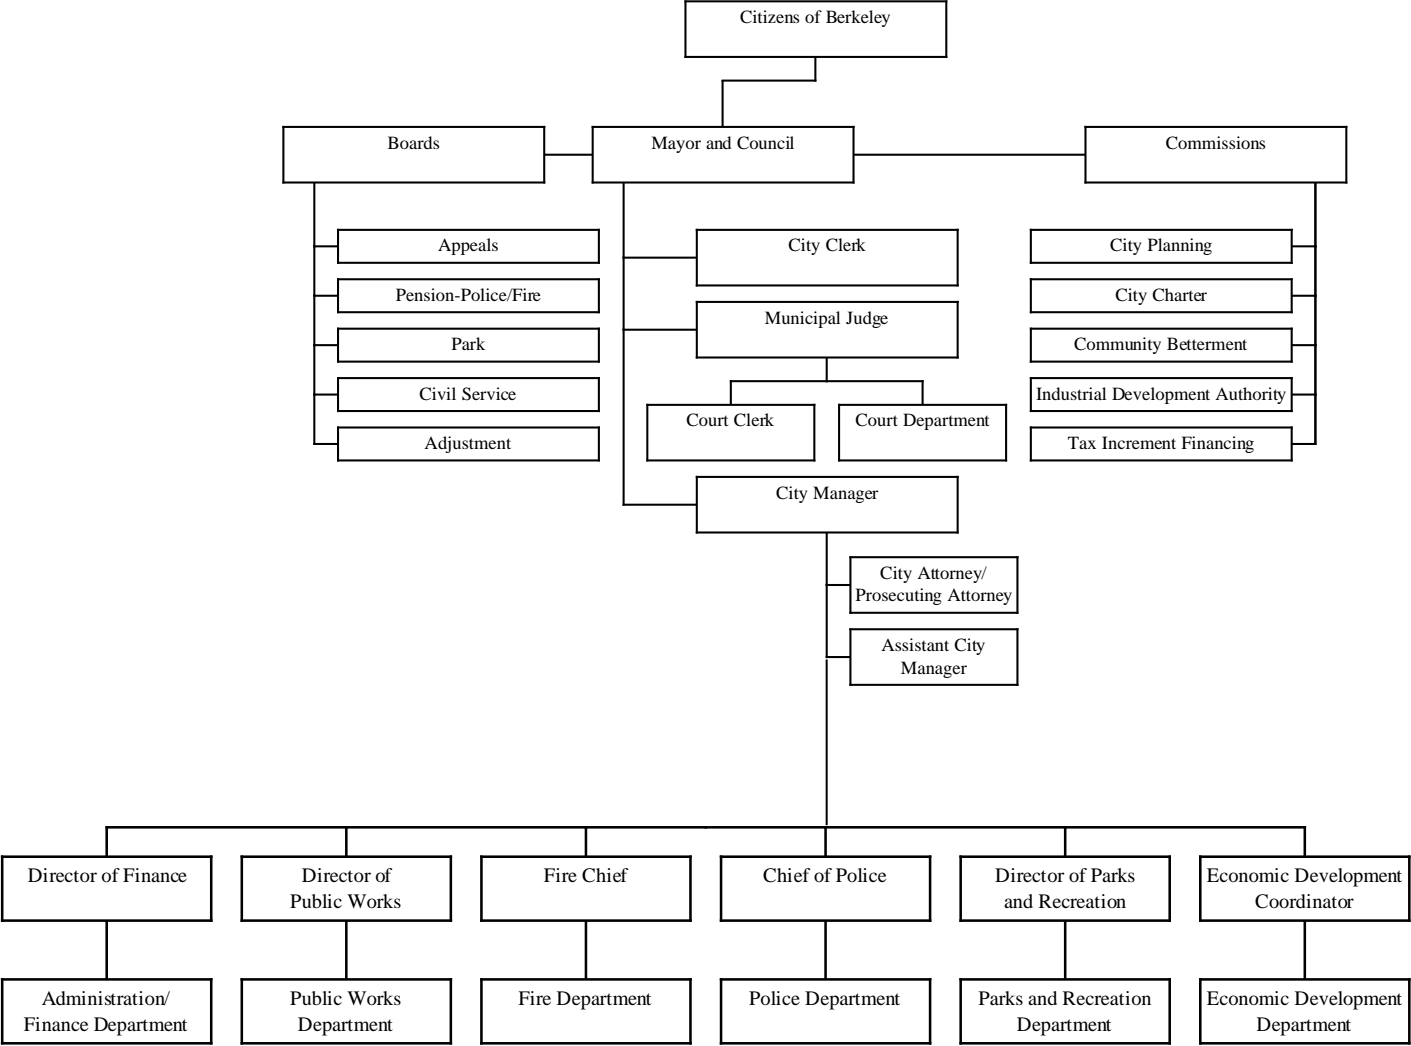 Citizens of Berkeley
Boards
Mayor and Council
Commissions
Appeals
Pension-Police/Fire
Park
Civil Service
Adjustment
City Clerk
Municipal Judge
Court Clerk
Court Department
City Manager
City Planning
City Charter
Community Betterment
Industrial Development Authority
Tax Increment Financing
City Attorney/
Prosecuting Attorney
Assistant City
Manager
Director of Finance
Director of
Public Works
Fire Chief
Chief of Police
Director of Parks
and Recreation
Economic Development
Coordinator
Administration/
Finance Department
Public Works
Department
Fire Department
Police Department
Parks and Recreation
Department
Economic Development
Department